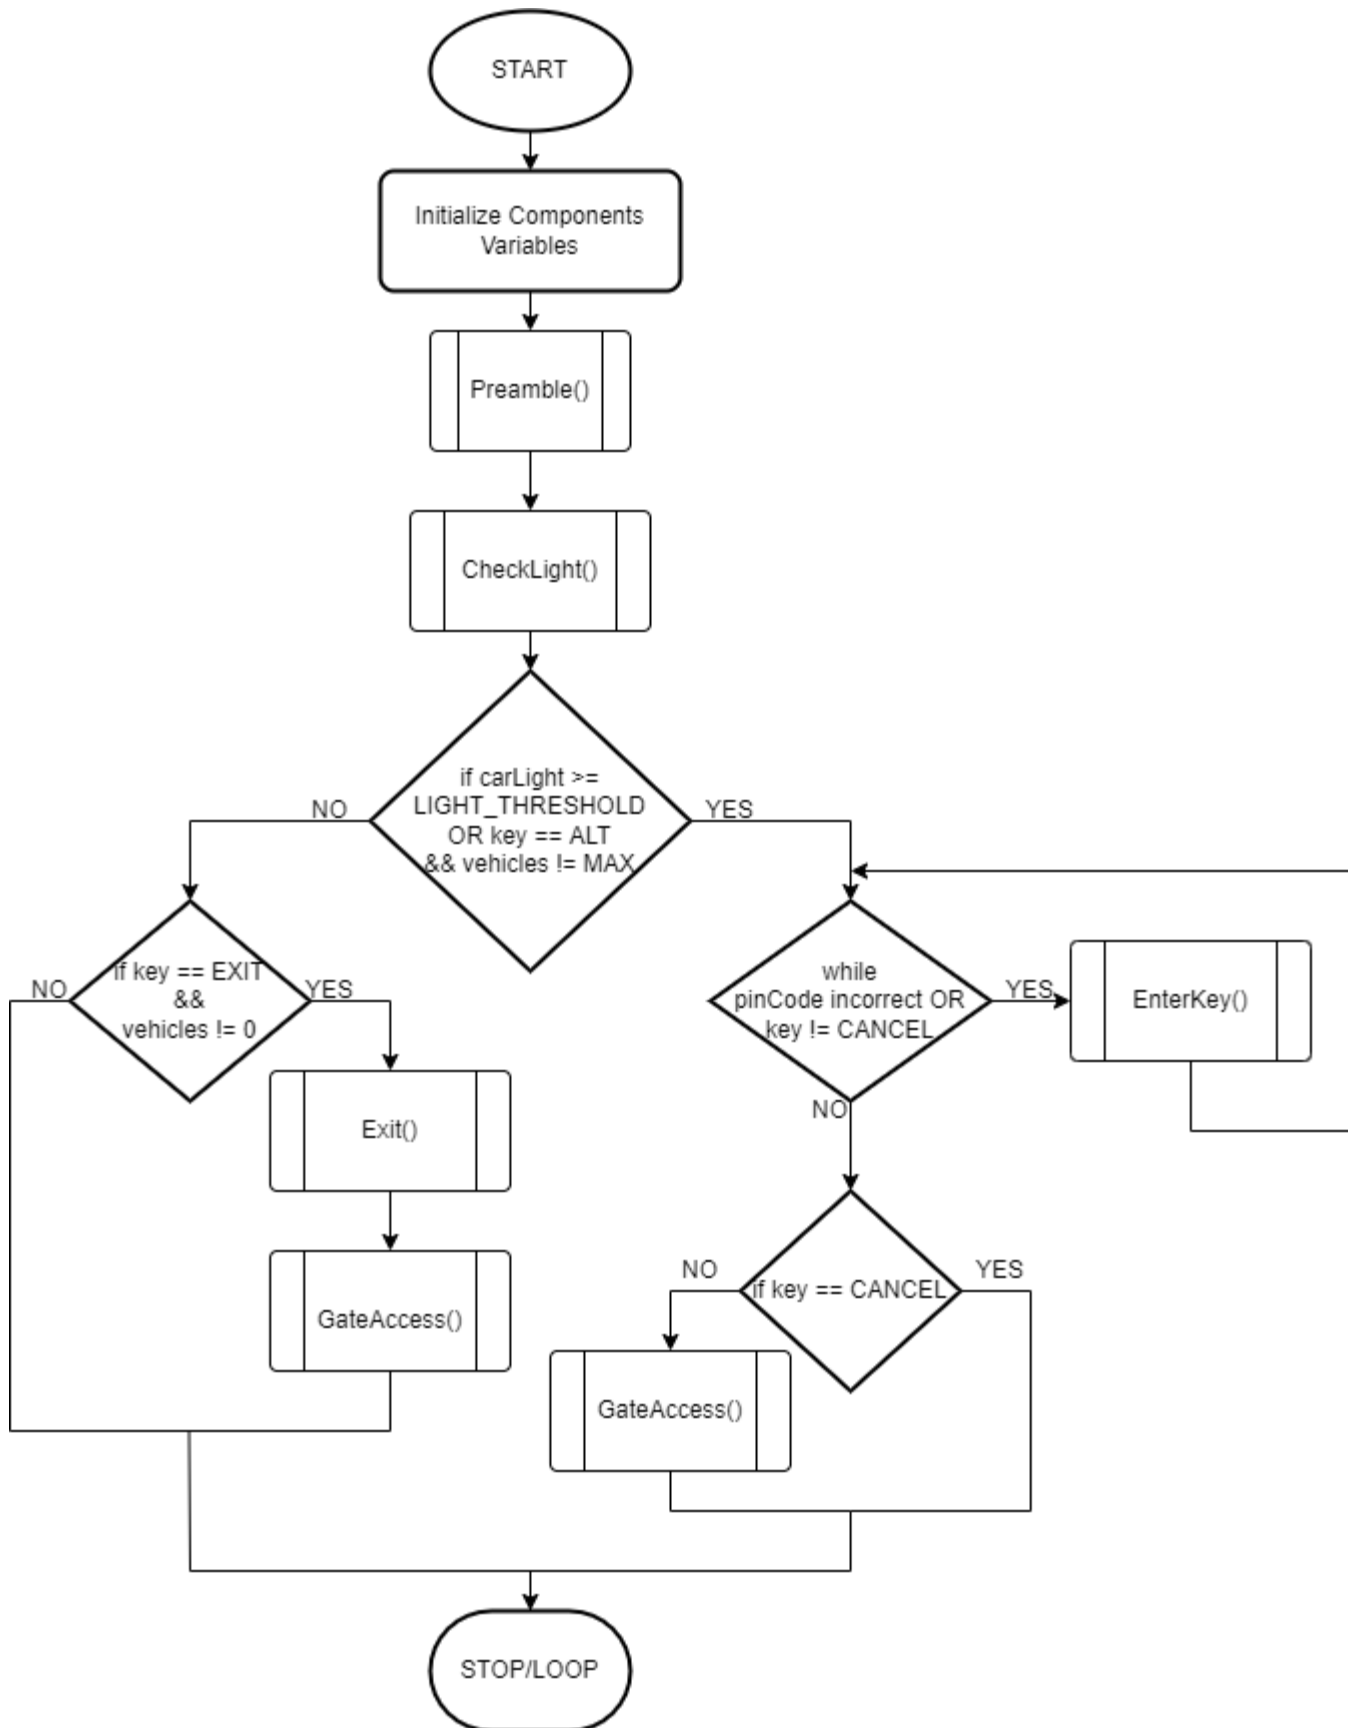 START
Initialize Components
Variables
Preamble()
CheckLight()
if carLight >=
LIGHT_THRESHOLD
OR key == ALT
&& vehicles != MAX
NO
YES
if key == EXIT
&&
vehicles != 0
NO
YES
while
pinCode incorrect OR
key != CANCEL
YES
EnterKey()
NO
Exit()
GateAccess()
if key == CANCEL
NO
YES
GateAccess()
STOP/LOOP